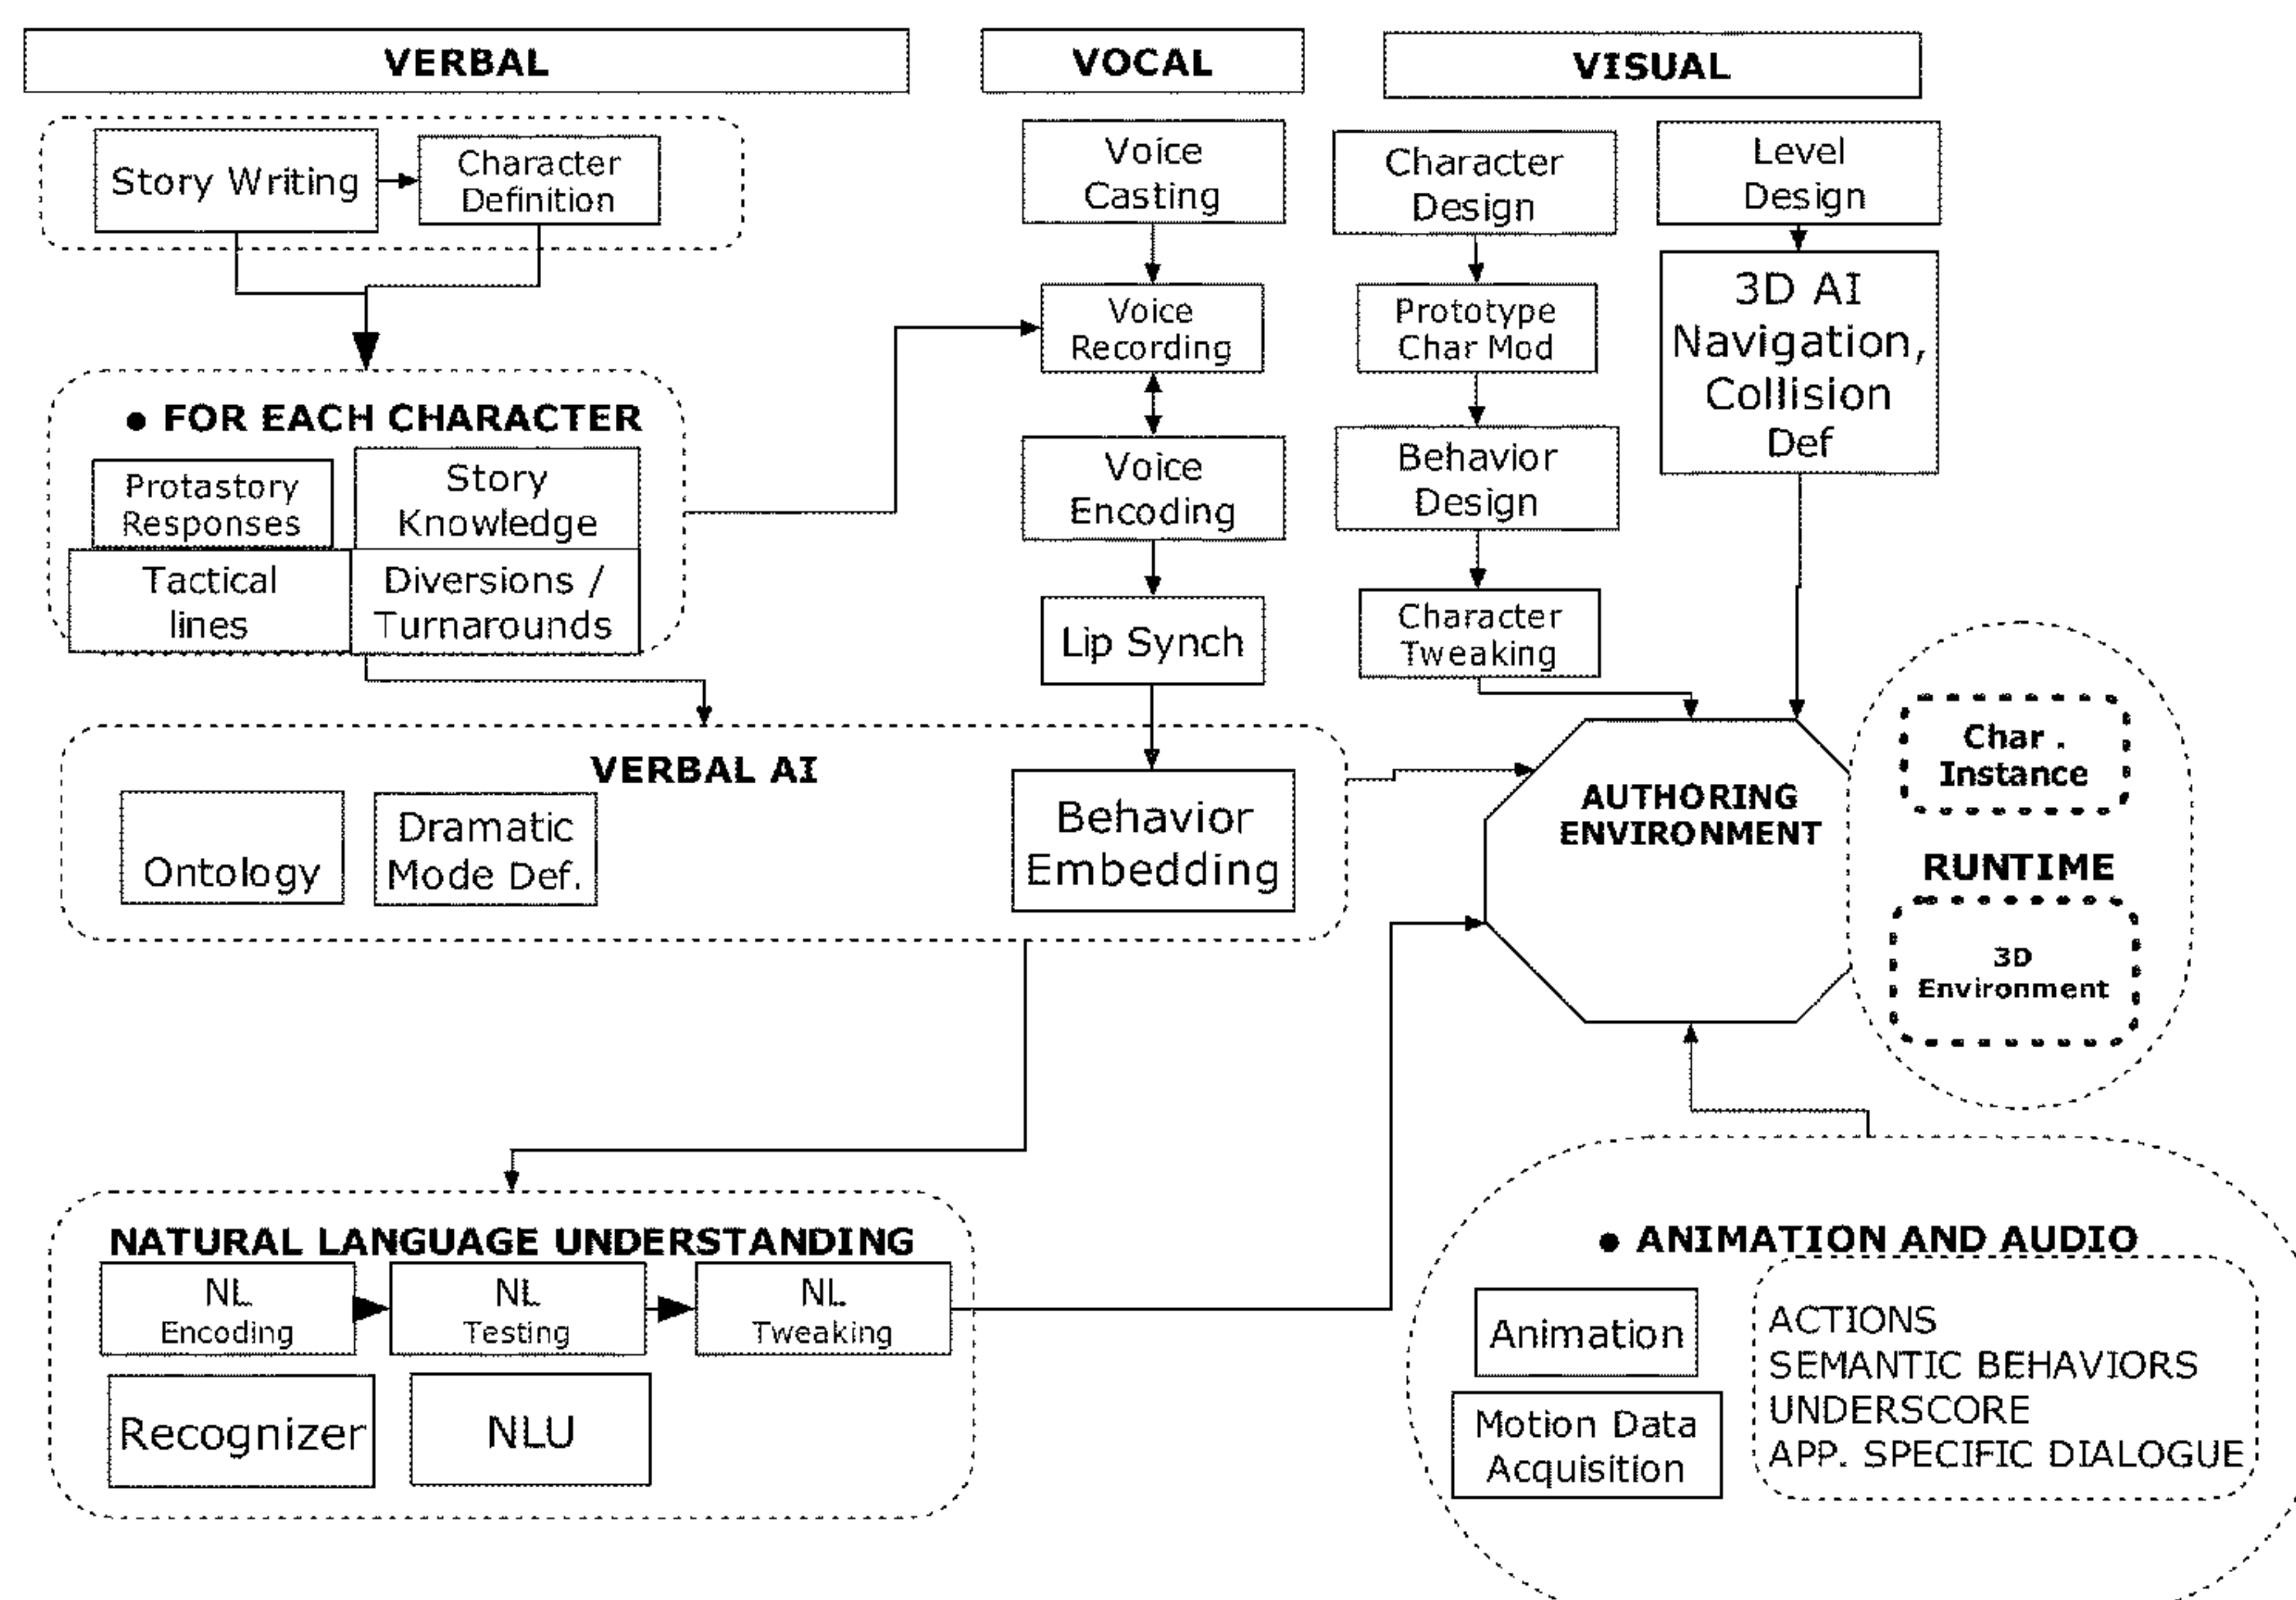 VERBAL
VOCAL
VISUAL
Story Writing
Character
Definition
Voice
Casting
Character
Design
Level
Design
Voice
Recording
Prototype
Char Mod
3D AI
Navigation,
Collision
Def
● FOR EACH CHARACTER
Protastory
Responses
Story
Knowledge
Tactical
lines
Diversions /
Turnarounds
Voice
Encoding
Behavior
Design
Lip Synch
Character
Tweaking
VERBAL AI
Ontology
Dramatic
Mode Def.
Behavior
Embedding
AUTHORING
ENVIRONMENT
Char .
Instance
RUNTIME
3D
Environment
NATURAL LANGUAGE UNDERSTANDING
NL
Encoding
NL
Testing
NL
Tweaking
Recognizer
NLU
● ANIMATION AND AUDIO
Animation
Motion Data
Acquisition
ACTIONS
SEMANTIC BEHAVIORS
UNDERSCORE
APP. SPECIFIC DIALOGUE